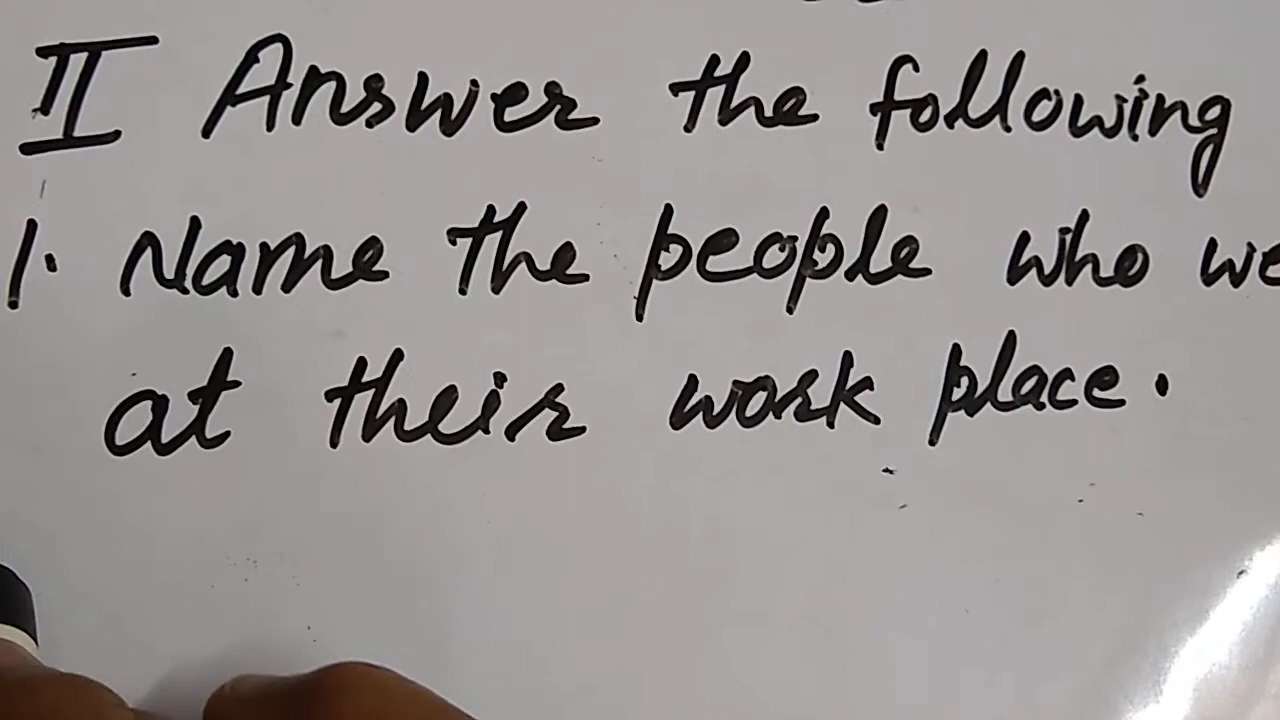 II Answer the following
1. Name the people who we
at their work place.